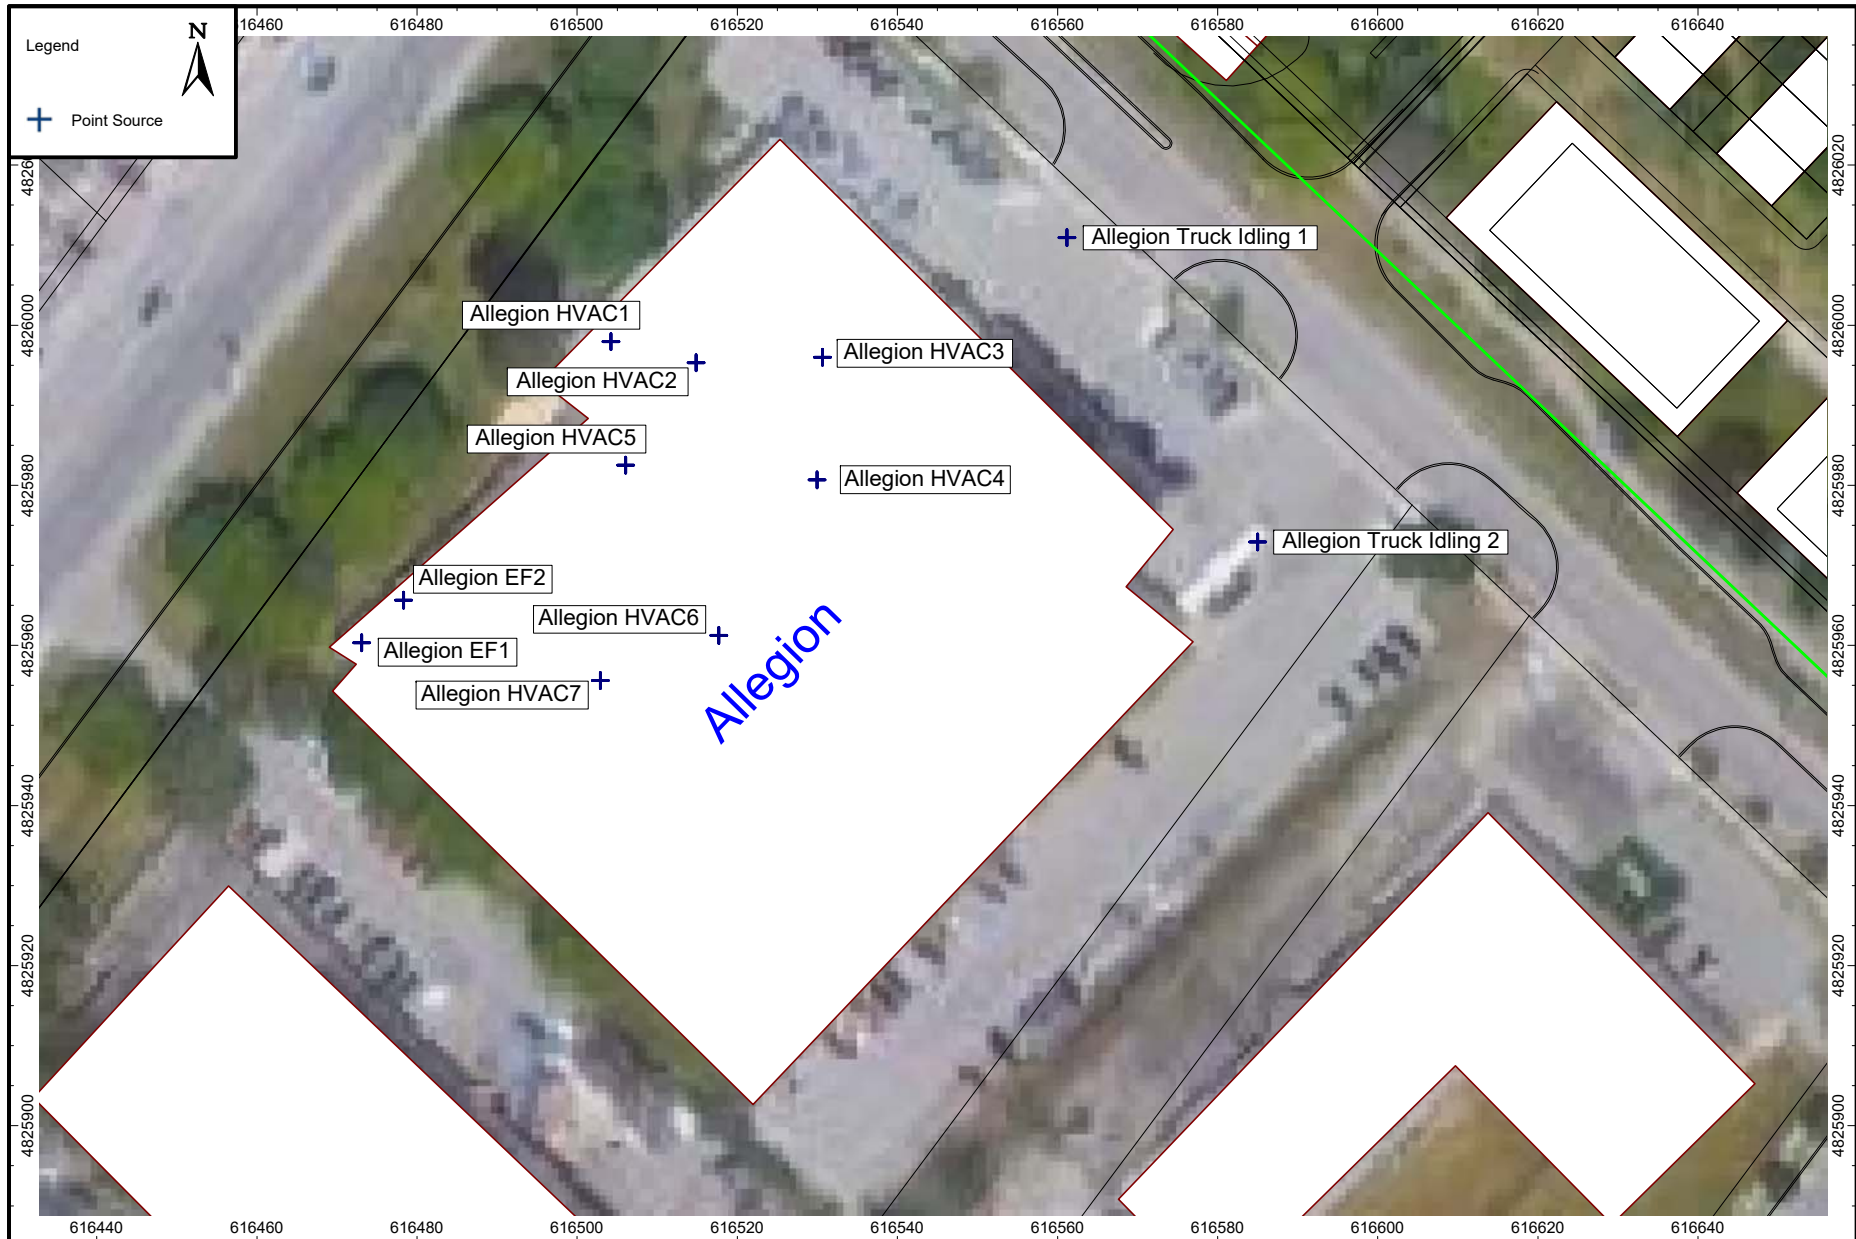 616460 616480 616500 616520 616540 616560 616580 616600 616620 616640
Legend
N
Point Source
4826020
4826000
4825980
4825960
4825940
4825920
4825900
Allegion Truck Idling 1
Allegion HVAC1
Allegion HVAC2
Allegion HVAC3
Allegion HVAC5
Allegion HVAC4
Allegion Truck Idling 2
Allegion EF2
Allegion HVAC6
Allegion EF1
Allegion HVAC7
Allegion
4826000
4825980
4825960
4825940
4825920
4825900
616440 616460 616480 616500 616520 616540 616560 616580 616600 616620 616640